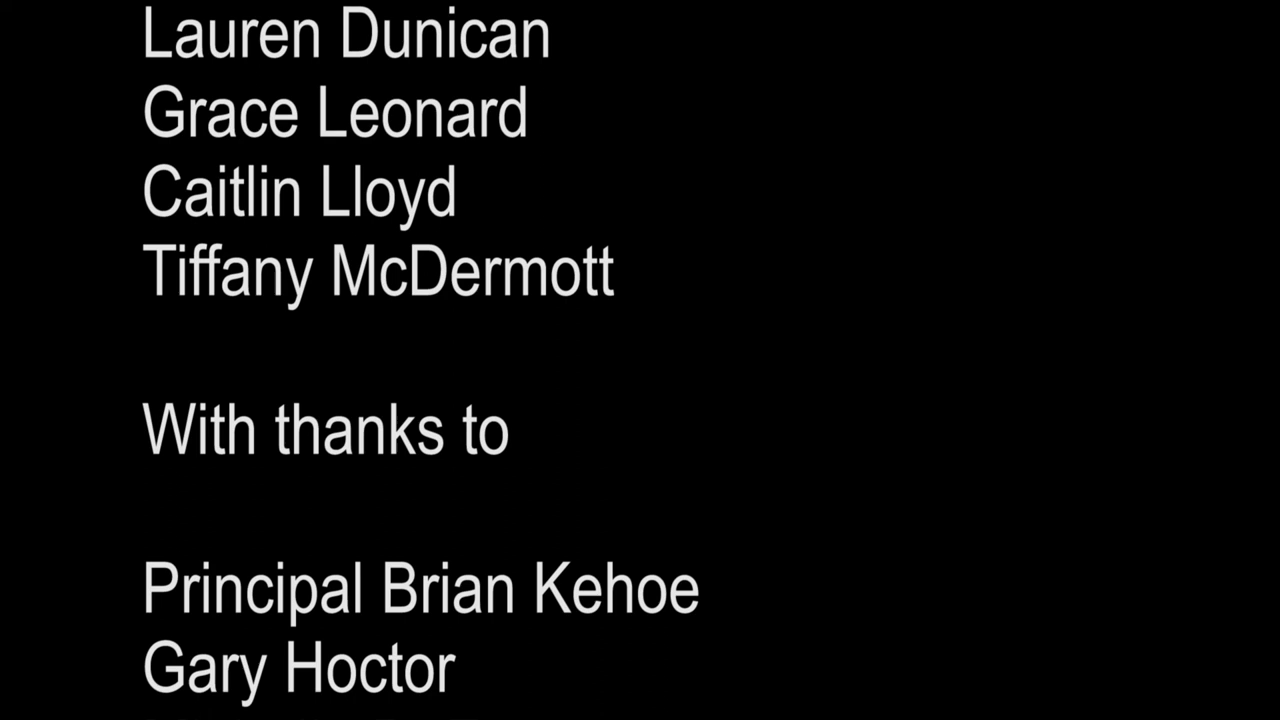 Lauren Dunican
Grace Leonard
Caitlin Lloyd
Tiffany McDermott
With thanks to
Principal Brian Kehoe
Gary Hoctor